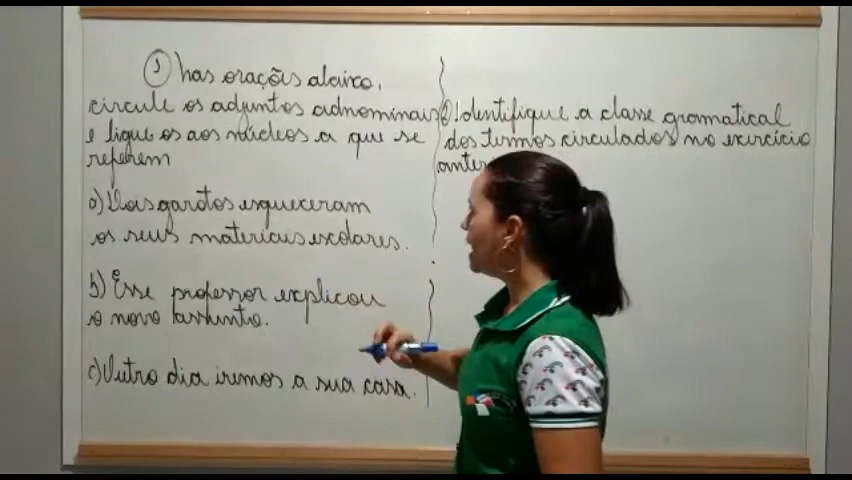 1 Nas orações abaixo,
circule os adjuntos adnominais
e ligue os aos núcleos a que se
referem
a) Dois garotos esqueceram
os seus materiais escolares.
b) Esse professor explicou
o novo assunto.
c) Outro dia iremos a sua casa.
2) Identifique a classe gramatical
dos termos circulados no exercício